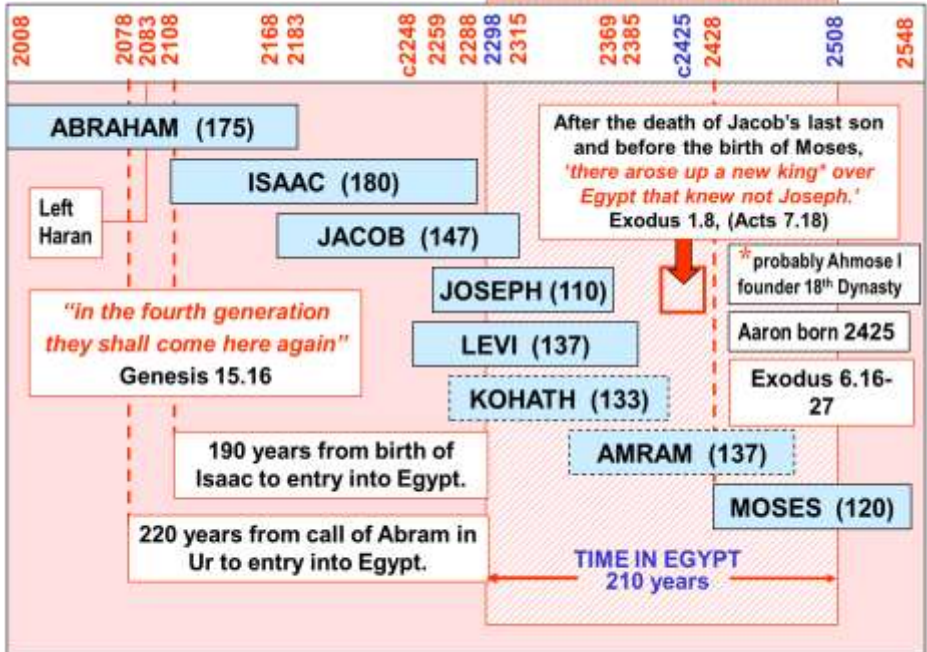 2008
2078
2083
2108
2168
2183
c2248
2259
2288
2298
2315
2369
2385
c2425
2428
2508
2548
ABRAHAM (175)
ISAAC (180)
Left
Haran
JACOB (147)
After the death of Jacob's last son
and before the birth of Moses,
'there arose up a new king* over
Egypt that knew not Joseph.'
Exodus 1.8, (Acts 7.18)
JOSEPH (110)
*probably Ahmose I
founder 18th Dynasty
"in the fourth generation
they shall come here again"
Genesis 15.16
LEVI (137)
Aaron born 2425
KOHATH (133)
Exodus 6.16-
27
190 years from birth of
Isaac to entry into Egypt.
AMRAM (137)
MOSES (120)
220 years from call of Abram in
Ur to entry into Egypt.
TIME IN EGYPT
210 years